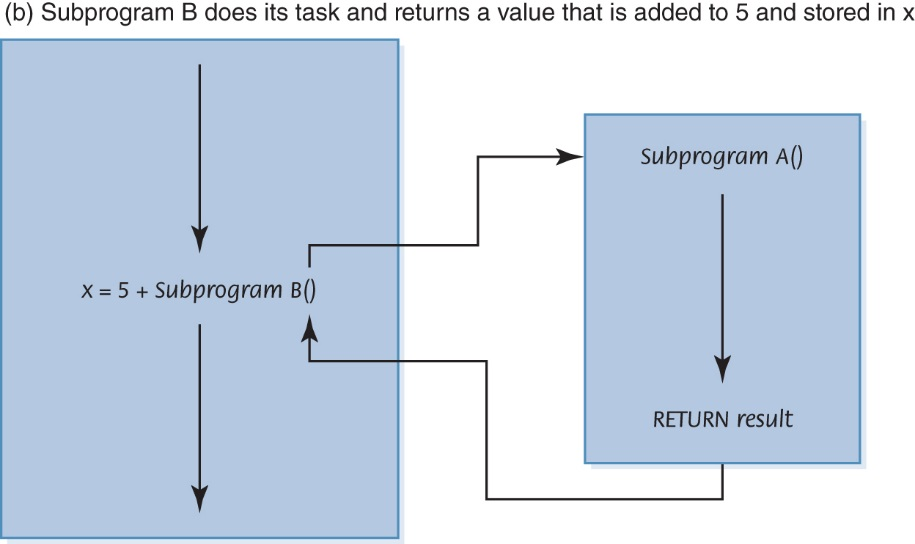 (b) Subprogram B does its task and returns a value that is added to 5 and stored in x
Subprogram A()
x = 5 + Subprogram B()
RETURN result